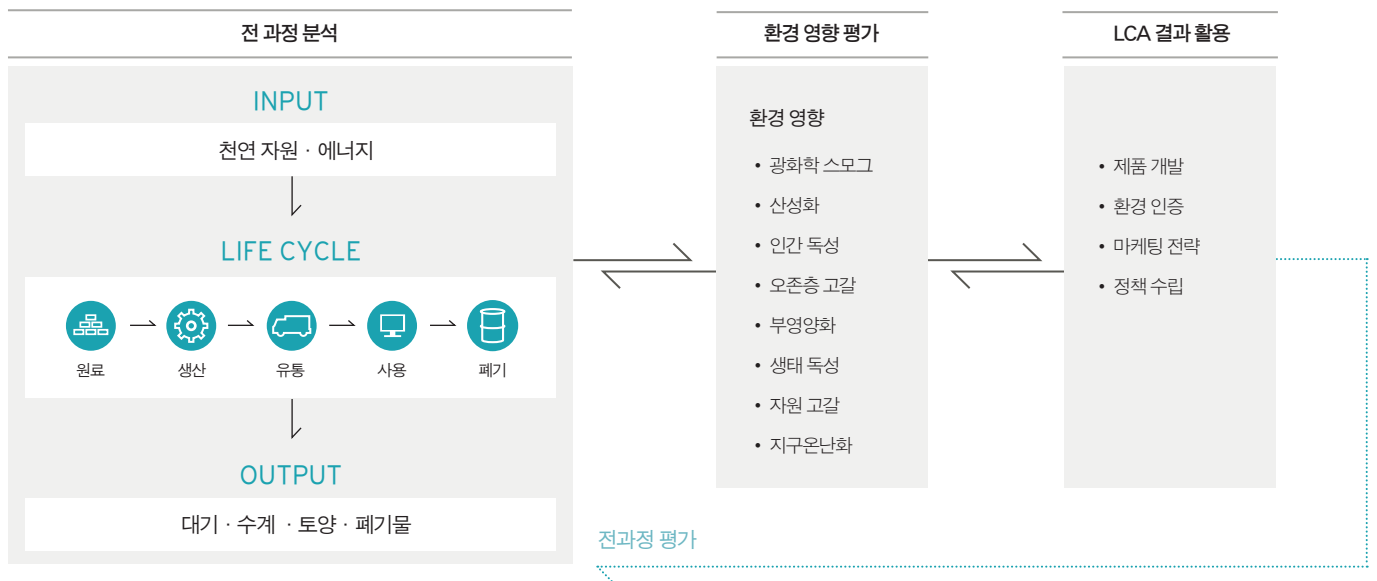 전 과정 분석
INPUT
천연 자원 · 에너지
LIFE CYCLE
원료 생산 유통 사용 폐기
OUTPUT
대기 · 수계 · 토양 · 폐기물
환경 영향 평가
환경 영향
• 광화학 스모그
• 산성화
• 인간 독성
• 오존층 고갈
• 부영양화
• 생태 독성
• 자원 고갈
• 지구온난화
LCA 결과 활용
• 제품 개발
• 환경 인증
• 마케팅 전략
• 정책 수립
전과정 평가